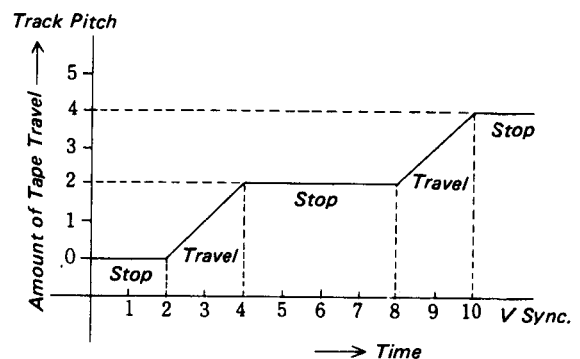 Track Pitch
Amount of Tape Travel
5
4
3
2
1
0
Stop
Travel
Stop
Travel
Stop
1 2 3 4 5 6 7 8 9 10 V Sync.
Time